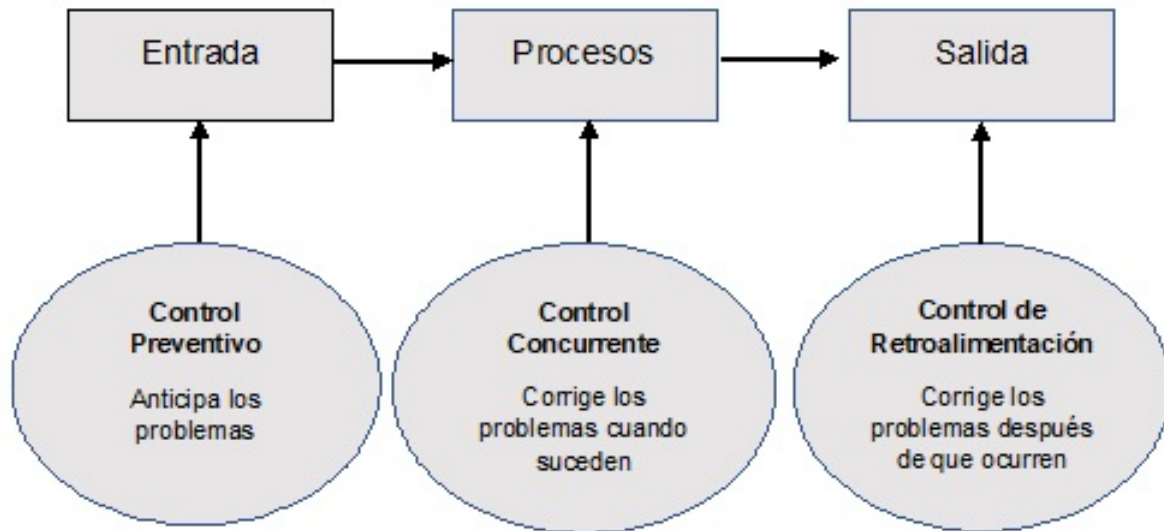 Entrada
Procesos
Salida
Control
Preventivo
Anticipa los
problemas
Control
Concurrente
Corrige los
problemas cuando
suceden
Control de
Retroalimentación
Corrige los
problemas después
de que ocurren